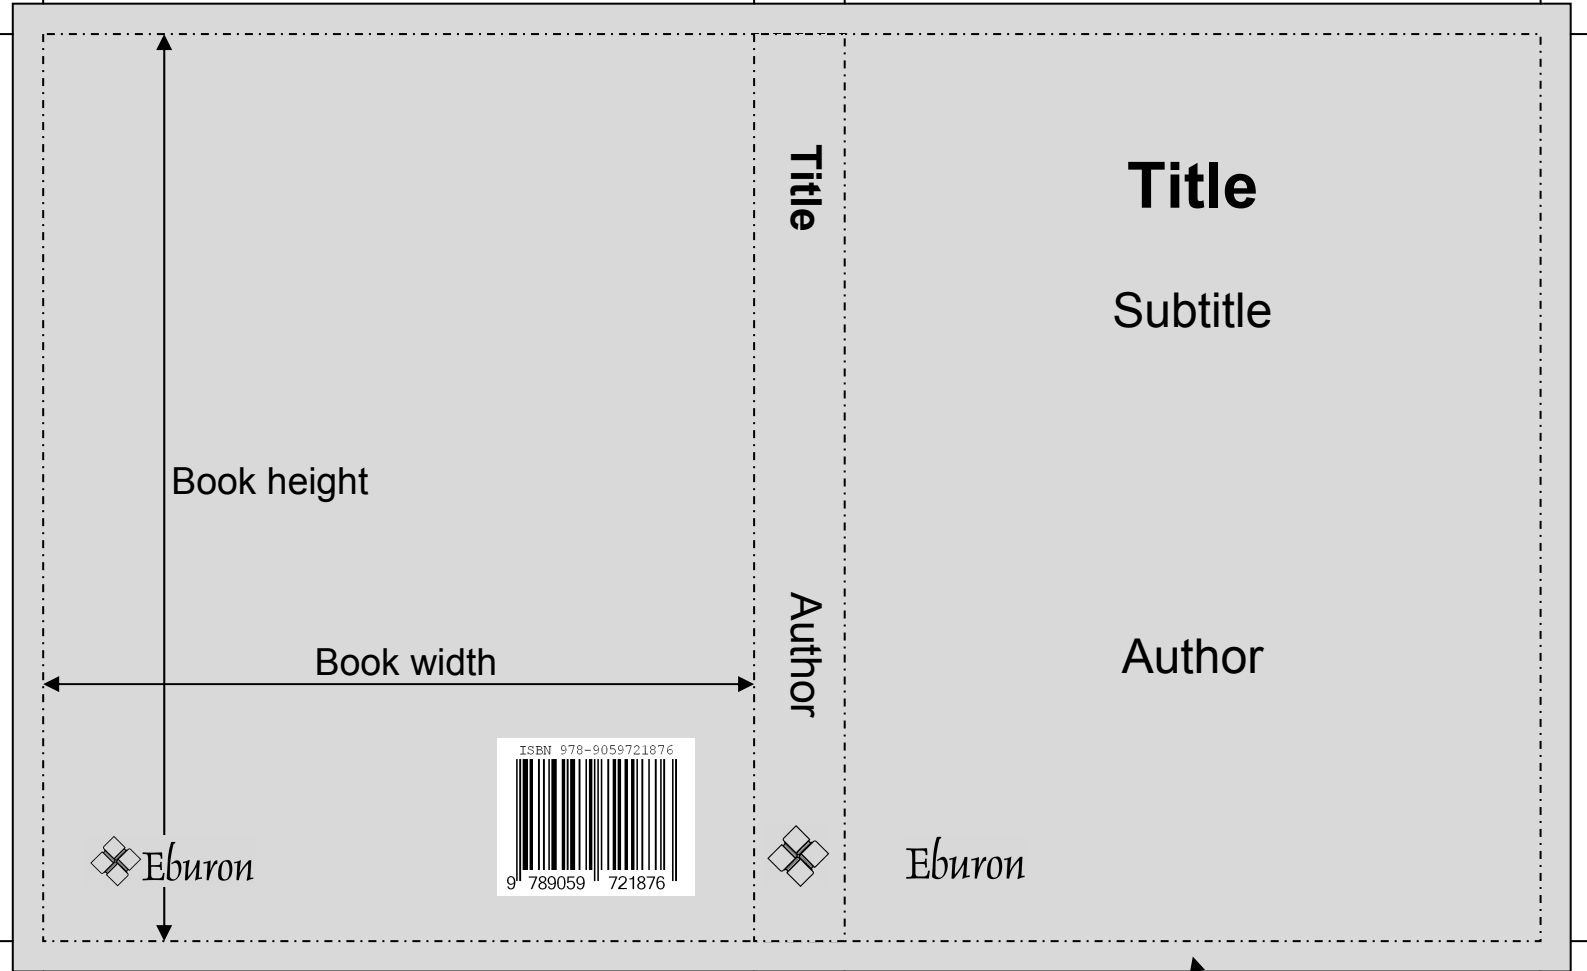 Book height
Book width
ISBN 978-9059721876
9 789059 721876
Eburon
Title
Author
Title
Subtitle
Author
Eburon